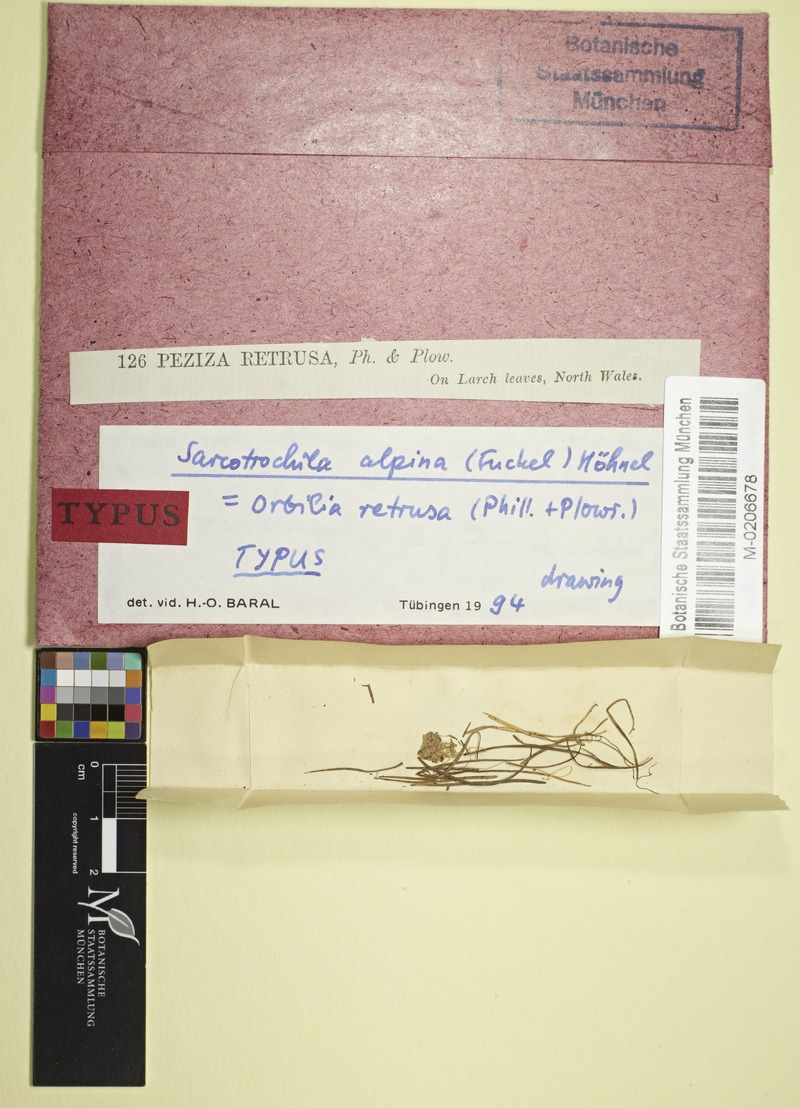 Botanische
Staatssammlung
München
126 PEZIZA RETRUSA, Ph. & Plow.
On Larch leaves, North Wales.
Sarcotrochila alpina (Fuckel) Höhnel
= Orbilia retrusa (Phill. + Plowr.)
TYPUS
TYPUS
drawing
det. vid. H.-O. BARAL Tübingen 19 94
Botanische Staatssammlung München
M-0206678
0
cm
1
2
copyright reserved
M
BOTANISCHE
STAATSSAMMLUNG
MÜNCHEN